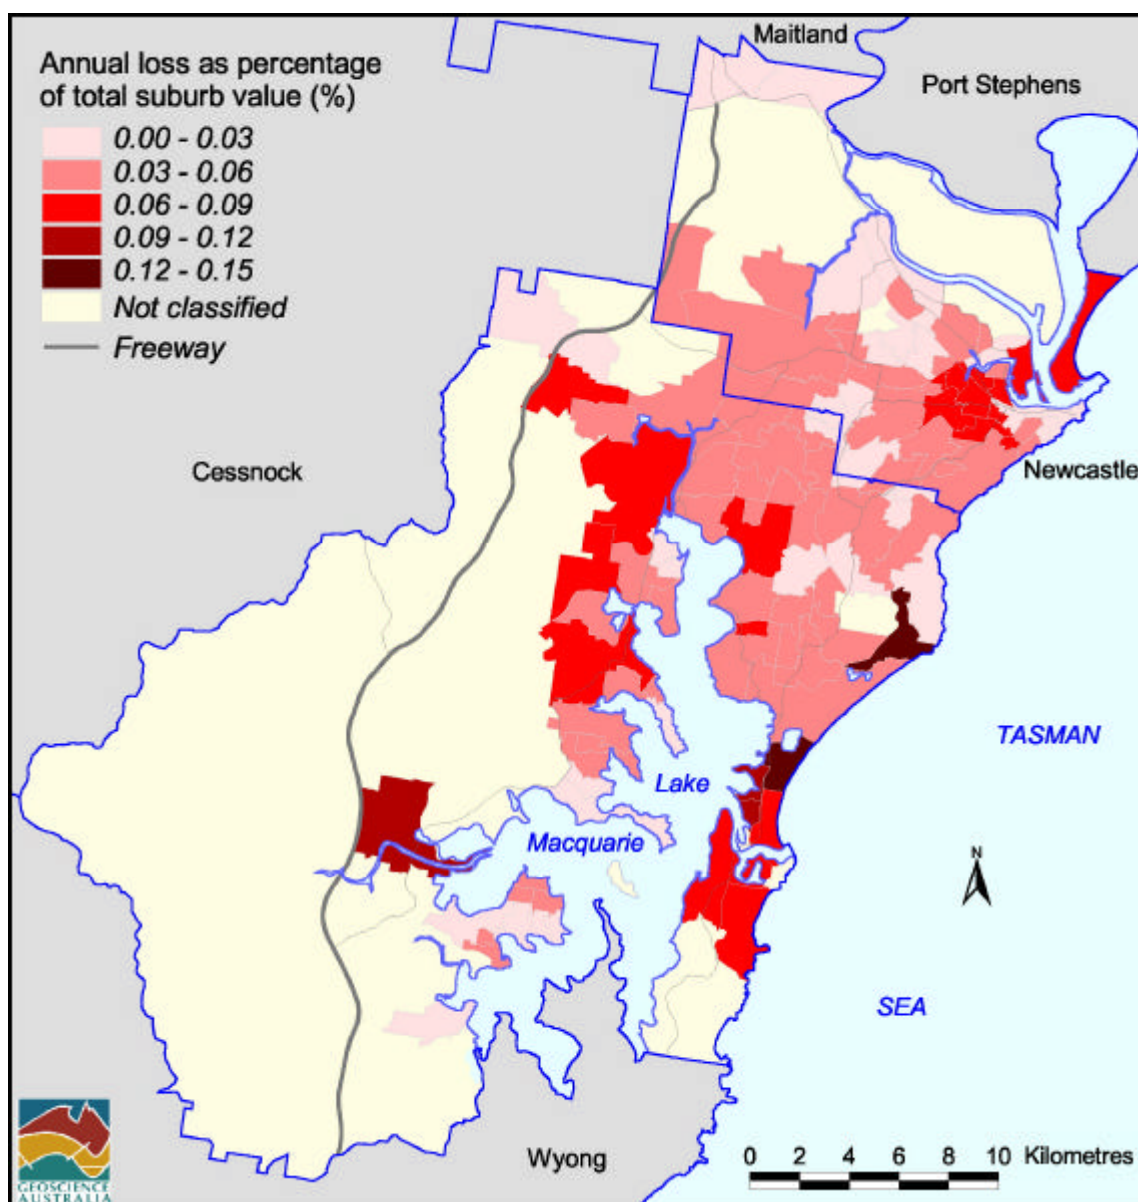 Maitland
Annual loss as percentage
of total suburb value (%)
Port Stephens
0.00 - 0.03
0.03 - 0.06
0.06 - 0.09
0.09 - 0.12
0.12 - 0.15
Not classified
Freeway
Cessnock
Newcastle
TASMAN
Lake
Macquarie
N
SEA
Wyong
0 2 4 6 8 10 Kilometres
GEOSCIENCE
AUSTRALIA